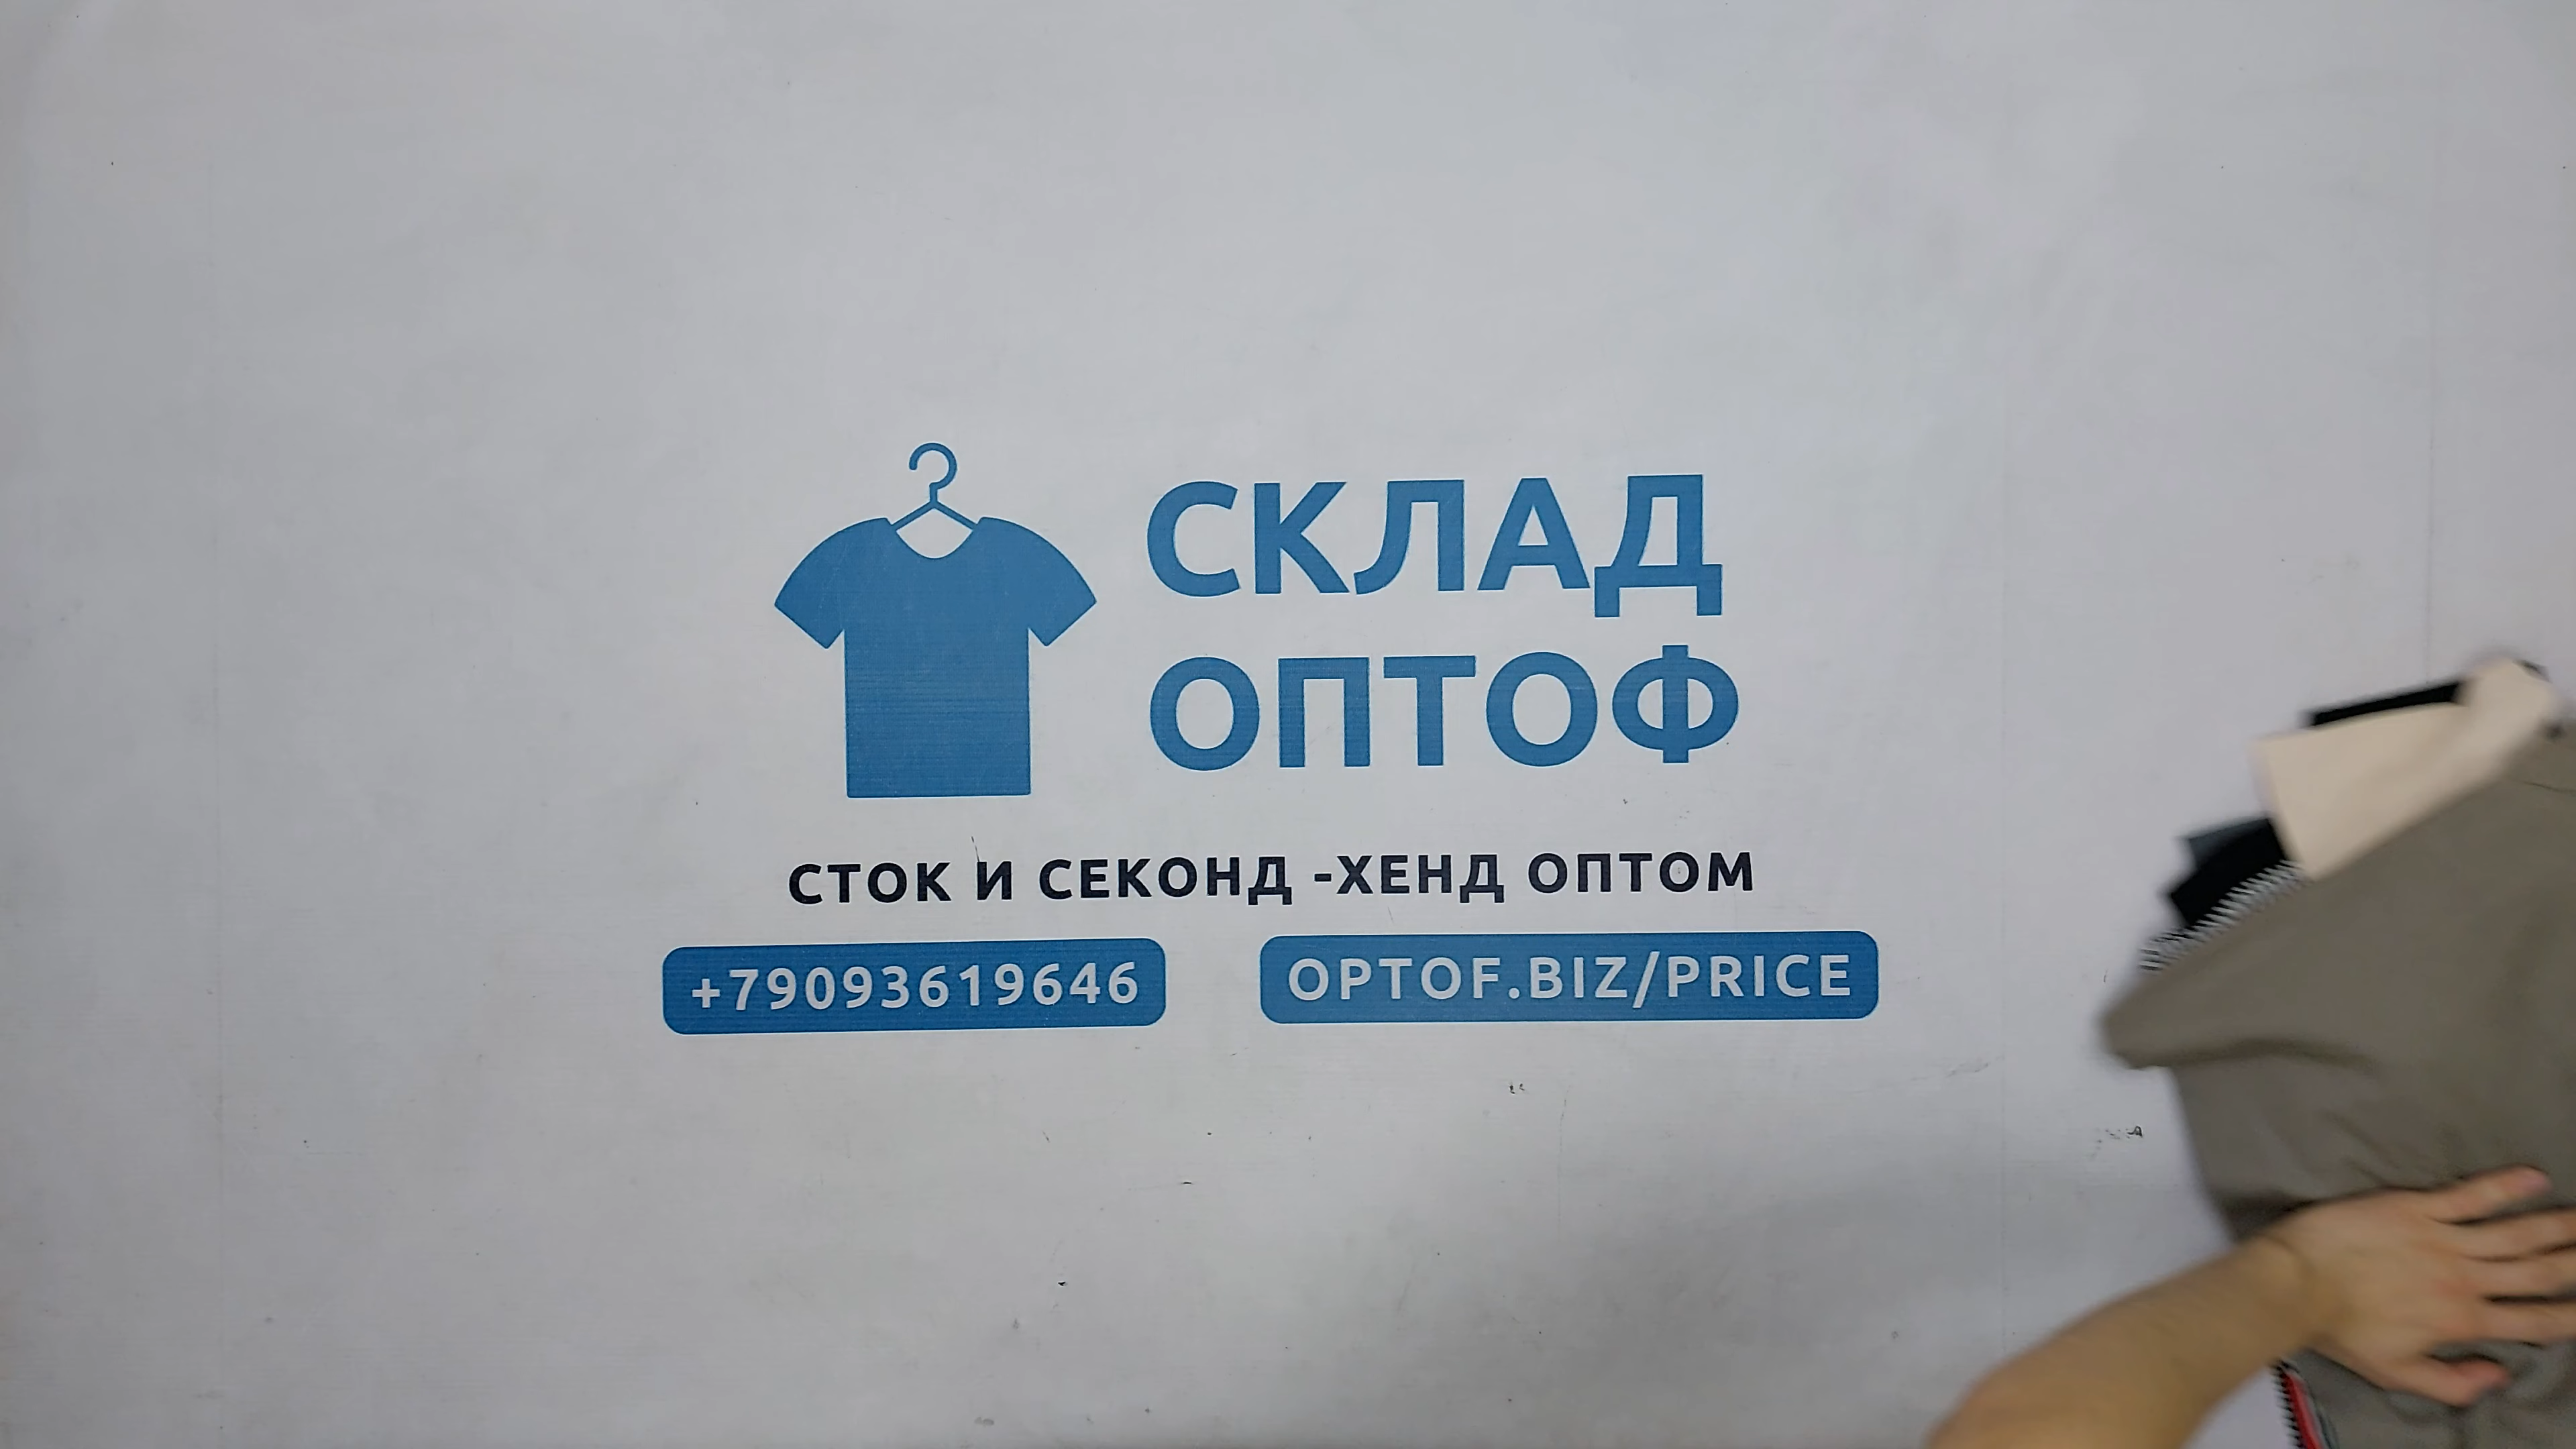 СКЛАД
ОПТОФ
СТОК И СЕКОНД -ХЕНД ОПТОМ
+79093619646
OPTOF.BIZ/PRICE